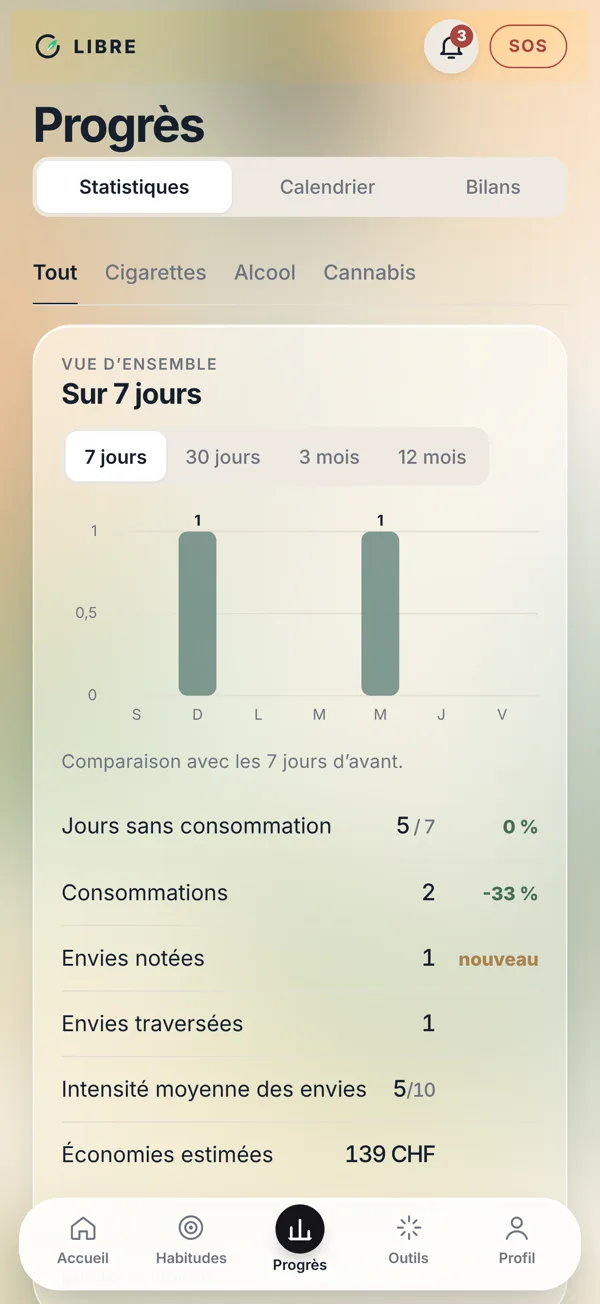 LIBRE
3
SOS
Progrès
Statistiques Calendrier Bilans
Tout Cigarettes Alcool Cannabis
VUE D’ENSEMBLE
Sur 7 jours
7 jours 30 jours 3 mois 12 mois
1 1
1
0,5
0
S D L M M J V
Comparaison avec les 7 jours d’avant.
Jours sans consommation 5 / 7 0 %
Consommations 2 -33 %
Envies notées 1 nouveau
Envies traversées 1
Intensité moyenne des envies 5/10
Économies estimées 139 CHF
Accueil Habitudes Progrès Outils Profil